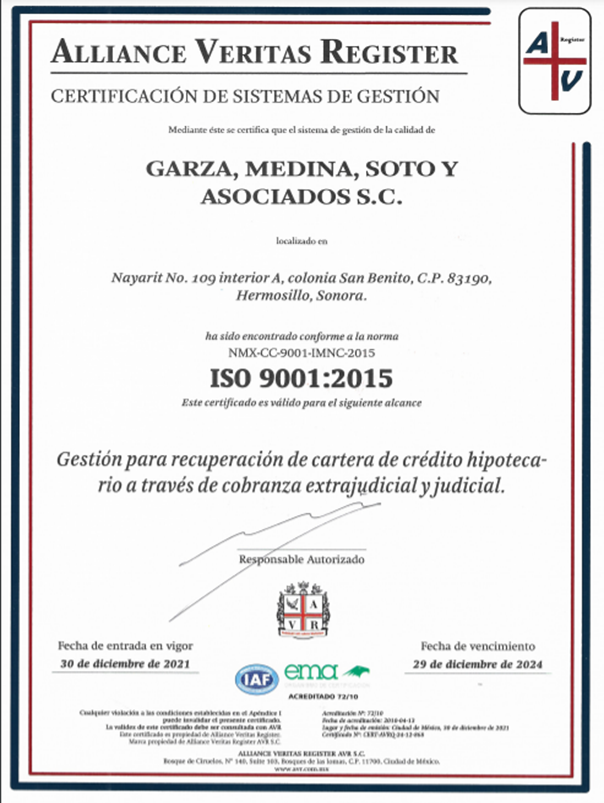 ALLIANCE VERITAS REGISTER
A Register
V
CERTIFICACIÓN DE SISTEMAS DE GESTIÓN
Mediante éste se certifica que el sistema de gestión de la calidad de
GARZA, MEDINA, SOTO Y
ASOCIADOS S.C.
localizado en
Nayarit No. 109 interior A, colonia San Benito, C.P. 83190,
Hermosillo, Sonora.
ha sido encontrado conforme a la norma
NMX-CC-9001-IMNC-2015
ISO 9001:2015
Este certificado es válido para el siguiente alcance
Gestión para recuperación de cartera de crédito hipoteca-
rio a través de cobranza extrajudicial y judicial.
Responsable Autorizado
A
V
R
Fecha de entrada en vigor
30 de diciembre de 2021
Fecha de vencimiento
29 de diciembre de 2024
IAF
ema
ACREDITADO 72/10
Cualquier violación a las condiciones establecidas en el Apéndice I
puede invalidar el presente certificado.
La validez de este certificado debe ser consultada con AVR
Este certificado es propiedad de Alliance Veritas Register.
Marca propiedad de Alliance Veritas Register AVR S.C.
Acreditación Nº: 72/10
Fecha de acreditación: 2010-04-13
Lugar y fecha de emisión: Ciudad de México, 30 de diciembre de 2021
Certificado Nº: CERT-AVRQ-24-12-068
ALLIANCE VERITAS REGISTER AVR S.C.
Bosque de Ciruelos, Nº 140, Suite 103, Bosques de las lomas, C.P. 11700, Ciudad de México.
www.avr.com.mx